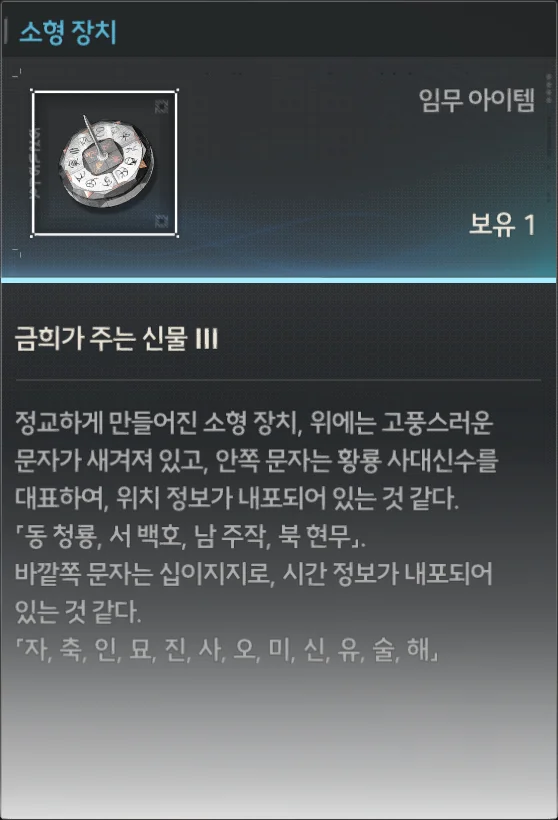 소형 장치
임무 아이템
보유 1
금희가 주는 신물 III
정교하게 만들어진 소형 장치, 위에는 고풍스러운
문자가 새겨져 있고, 안쪽 문자는 황룡 사대신수를
대표하여, 위치 정보가 내포되어 있는 것 같다.
「동 청룡, 서 백호, 남 주작, 북 현무」.
바깥쪽 문자는 십이지지로, 시간 정보가 내포되어
있는 것 같다.
「자, 축, 인, 묘, 진, 사, 오, 미, 신, 유, 술, 해」